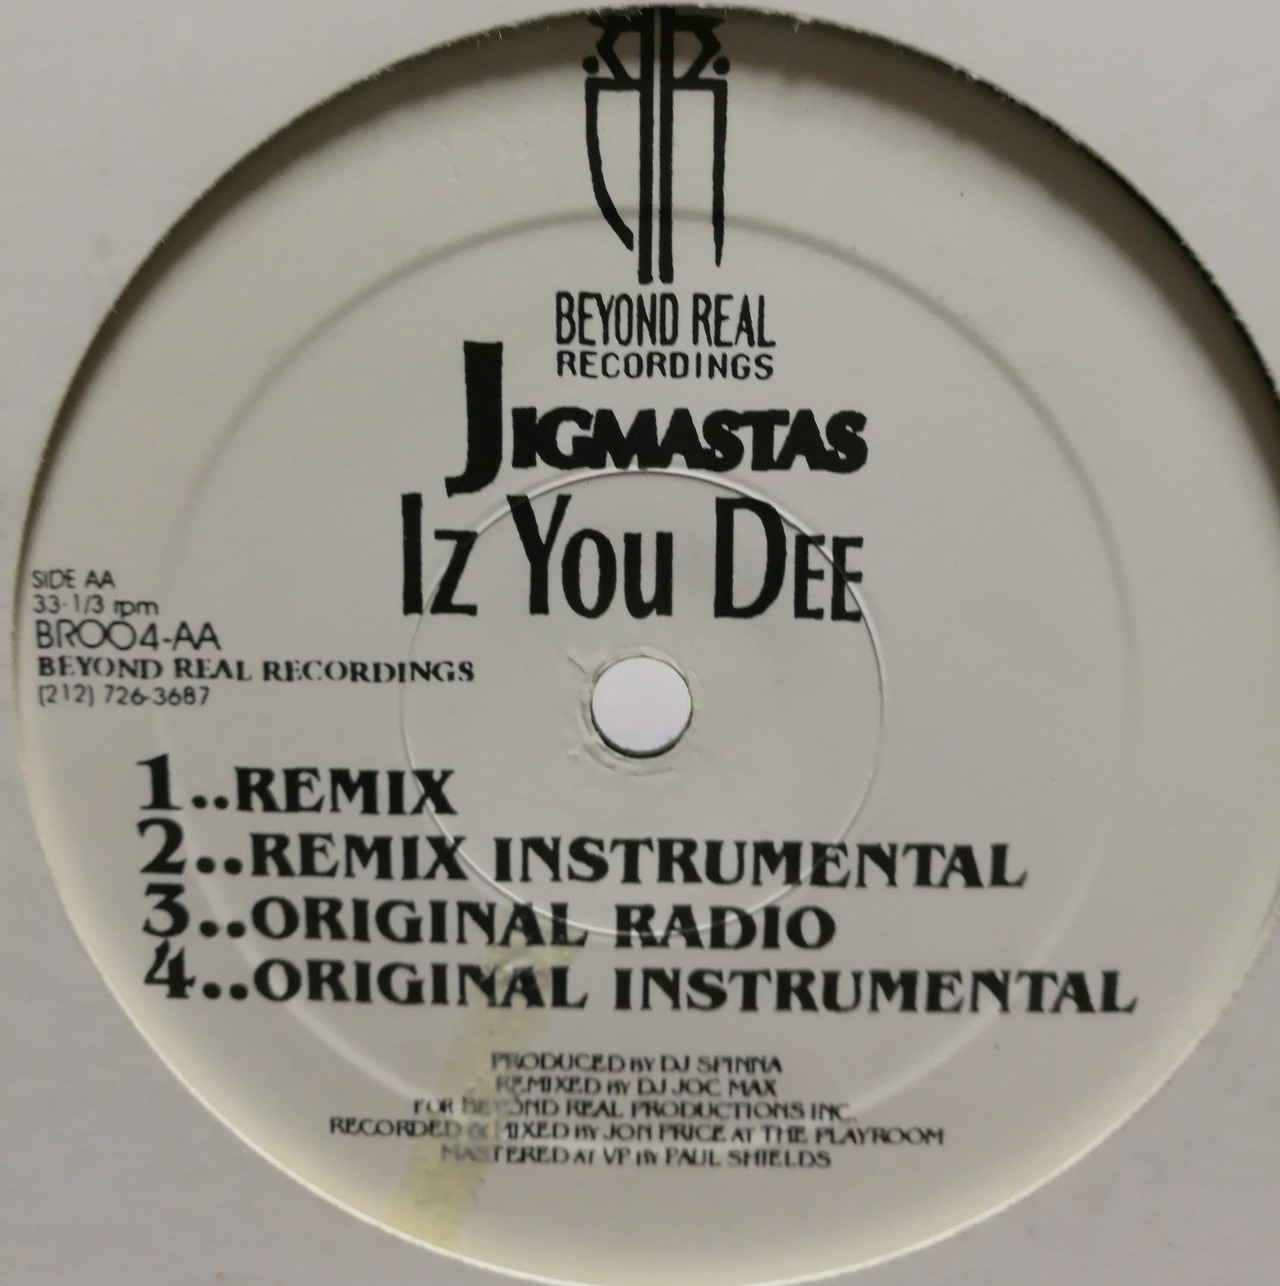 BEYOND REAL
RECORDINGS
JIGMASTAS
IZ YOU DEE
SIDE AA
33-1/3 rpm
BR004-AA
BEYOND REAL RECORDINGS
(212) 726-3687
1..REMIX
2..REMIX INSTRUMENTAL
3..ORIGINAL RADIO
4..ORIGINAL INSTRUMENTAL
PRODUCED BY DJ SPINNA
REMIXED BY DJ JOC MAX
FOR BEYOND REAL PRODUCTIONS INC.
RECORDED & MIXED BY JON PRICE AT THE PLAYROOM
MASTERED AT VP BY PAUL SHIELDS